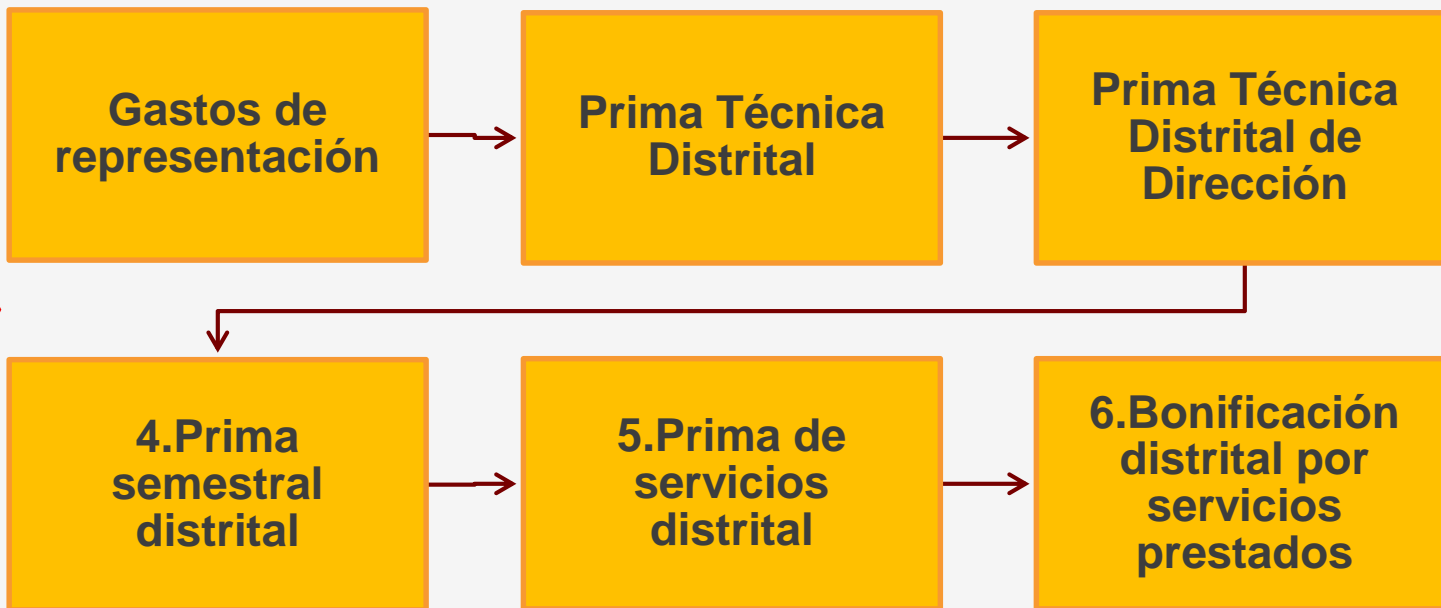 Gastos de
representación
Prima Técnica
Distrital
Prima Técnica
Distrital de
Dirección
4.Prima
semestral
distrital
5.Prima de
servicios
distrital
6.Bonificación
distrital por
servicios
prestados